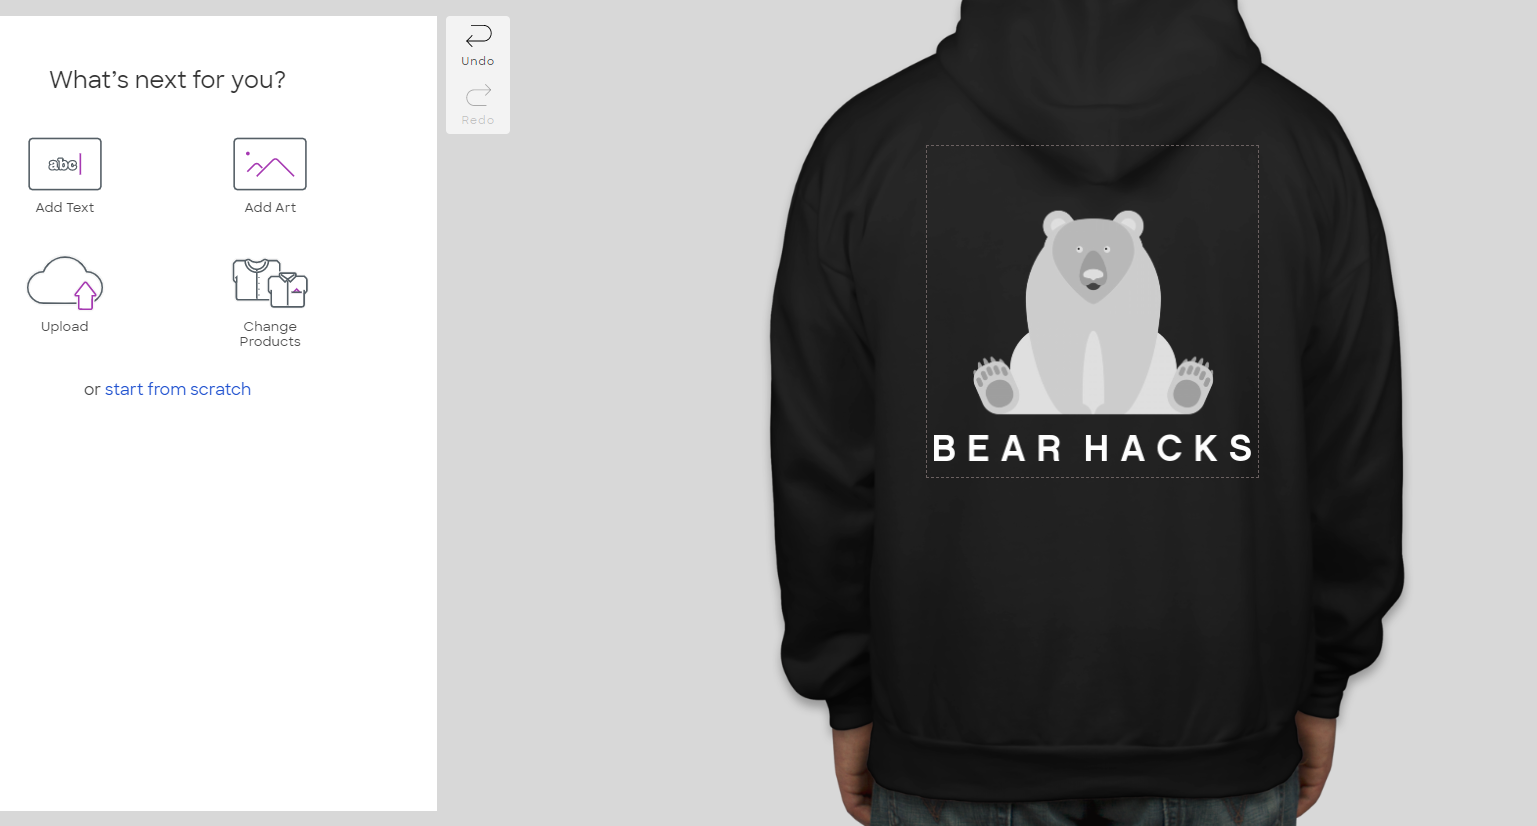 What's next for you?
abc
Add Text
Add Art
Upload
Change
Products
or start from scratch
Undo
Redo
BEAR HACKS